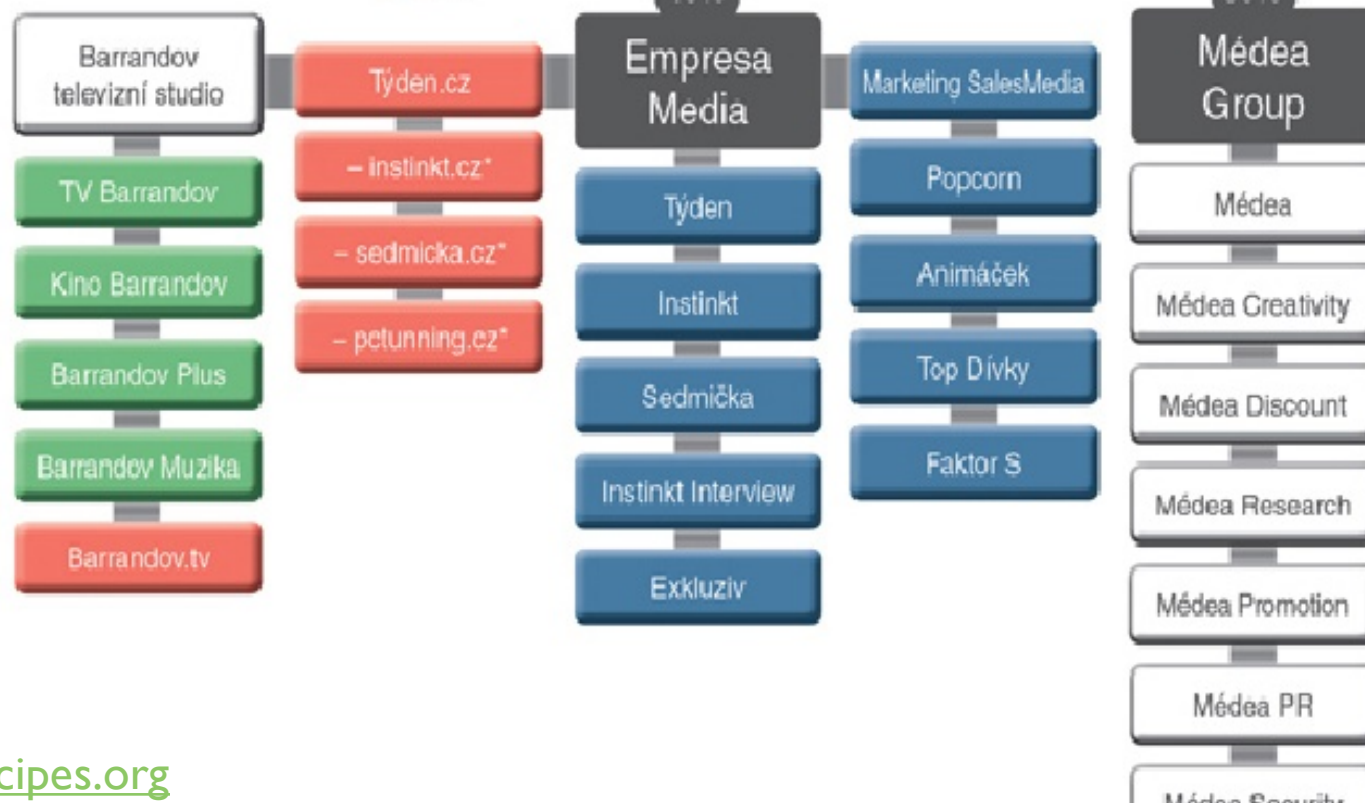 Barrandov
televizní studio
TV Barrandov
Kino Barrandov
Barrandov Plus
Barrandov Muzika
Barrandov.tv
Týden.cz
– instinkt.cz*
– sedmicka.cz*
– petunning.cz*
Empresa
Media
Týden
Instinkt
Sedmička
Instinkt Interview
Exkluziv
Marketing SalesMedia
Popcorn
Animáček
Top Dívky
Faktor S
Médea
Group
Médea
Médea Creativity
Médea Discount
Médea Research
Médea Promotion
Médea PR
Médea Security
cipes.org